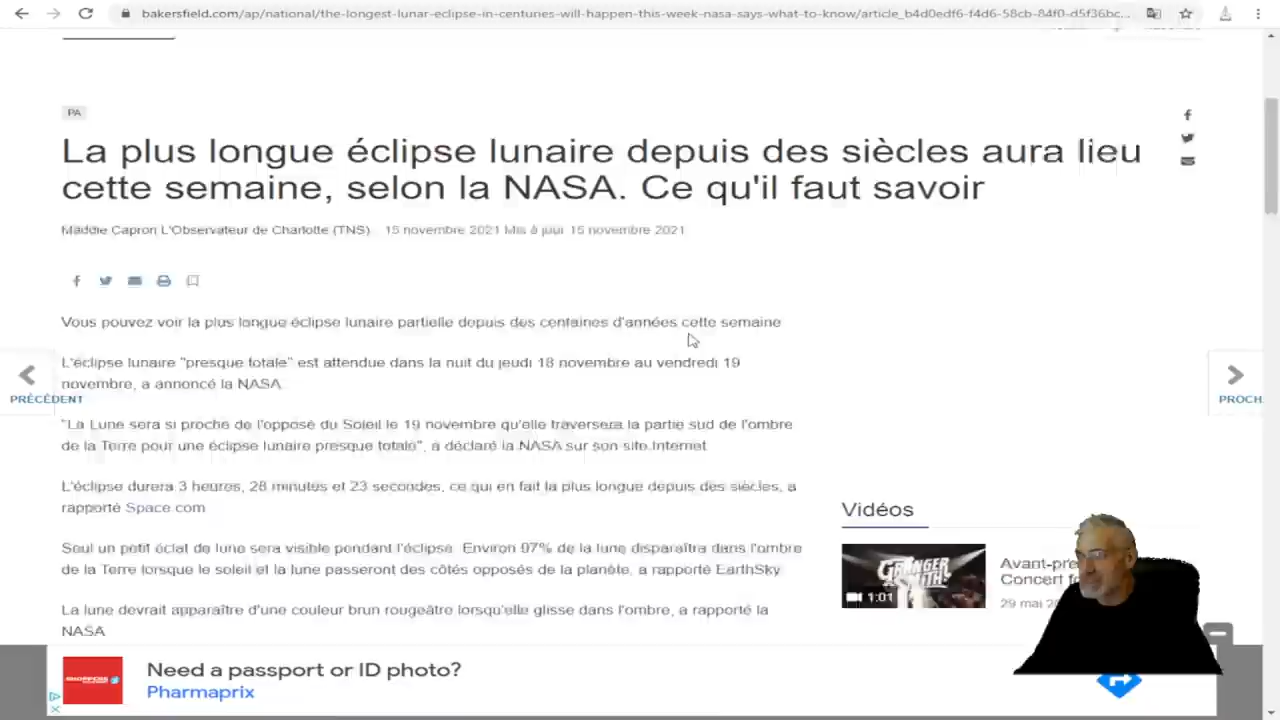 bakersfield.com/ap/national/the-longest-lunar-eclipse-in-centuries-will-happen-this-week-nasa-says-what-to-know/article_b4d0edf6-f4d6-58cb-84f0-d5f36bc...
PA
La plus longue éclipse lunaire depuis des siècles aura lieu
cette semaine, selon la NASA. Ce qu'il faut savoir
Maddie Capron L'Observateur de Charlotte (TNS) 15 novembre 2021 Mis à jour 15 novembre 2021
Vous pouvez voir la plus longue éclipse lunaire partielle depuis des centaines d'années cette semaine
L'éclipse lunaire "presque totale" est attendue dans la nuit du jeudi 18 novembre au vendredi 19
novembre, a annoncé la NASA
"La Lune sera si proche de l'opposé du Soleil le 19 novembre qu'elle traversera la partie sud de l'ombre
de la Terre pour une éclipse lunaire presque totale", a déclaré la NASA sur son site Internet
L'éclipse durera 3 heures, 28 minutes et 23 secondes, ce qui en fait la plus longue depuis des siècles, a
rapporté Space.com
Seul un petit éclat de lune sera visible pendant l'éclipse. Environ 97% de la lune disparaîtra dans l'ombre
de la Terre lorsque le soleil et la lune passeront des côtés opposés de la planète, a rapporté EarthSky
La lune devrait apparaître d'une couleur brun rougeâtre lorsqu'elle glisse dans l'ombre, a rapporté la
NASA
PRÉCÉDENT
PROCH
Vidéos
GRANGER SMITH
1:01
Avant-pre
Concert fo
29 mai 20
Need a passport or ID photo?
Pharmaprix